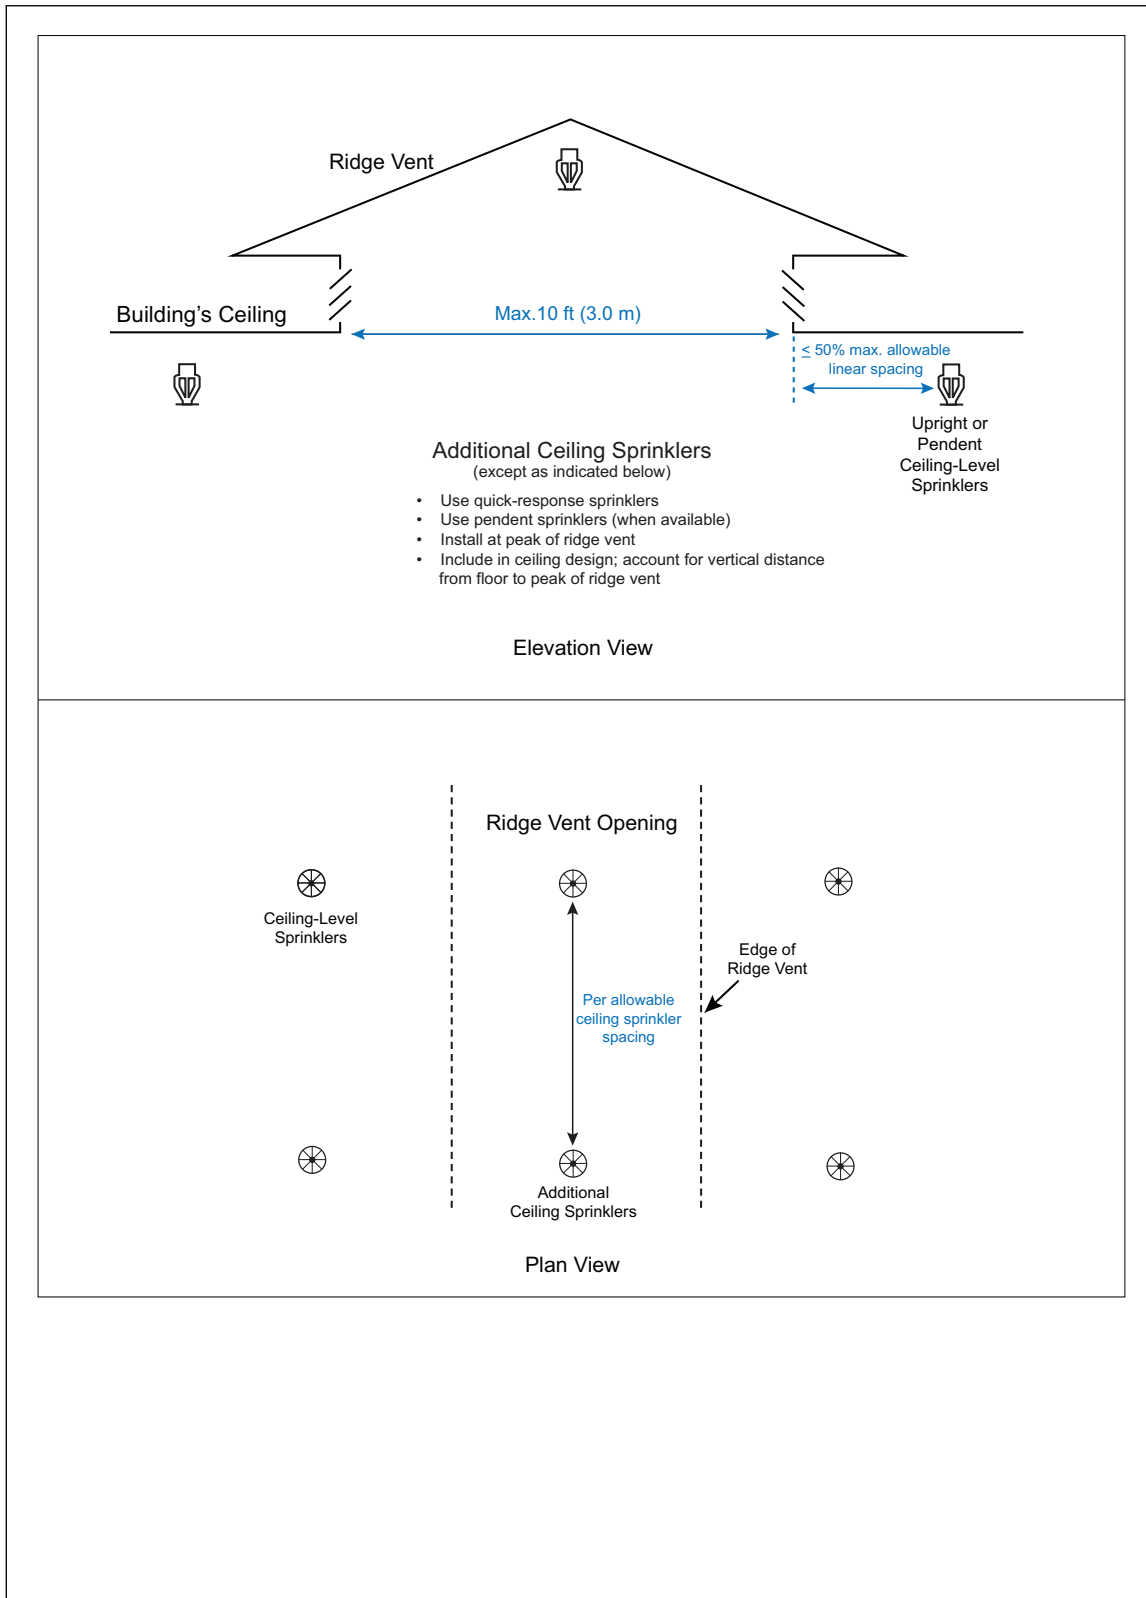 Ridge Vent
Building’s Ceiling
Max.10 ft (3.0 m)
≤ 50% max. allowable
linear spacing
Upright or
Pendent
Ceiling-Level
Sprinklers
Additional Ceiling Sprinklers
(except as indicated below)
• Use quick-response sprinklers
• Use pendent sprinklers (when available)
• Install at peak of ridge vent
• Include in ceiling design; account for vertical distance
from floor to peak of ridge vent
Elevation View
Ridge Vent Opening
Ceiling-Level
Sprinklers
Edge of
Ridge Vent
Per allowable
ceiling sprinkler
spacing
Additional
Ceiling Sprinklers
Plan View